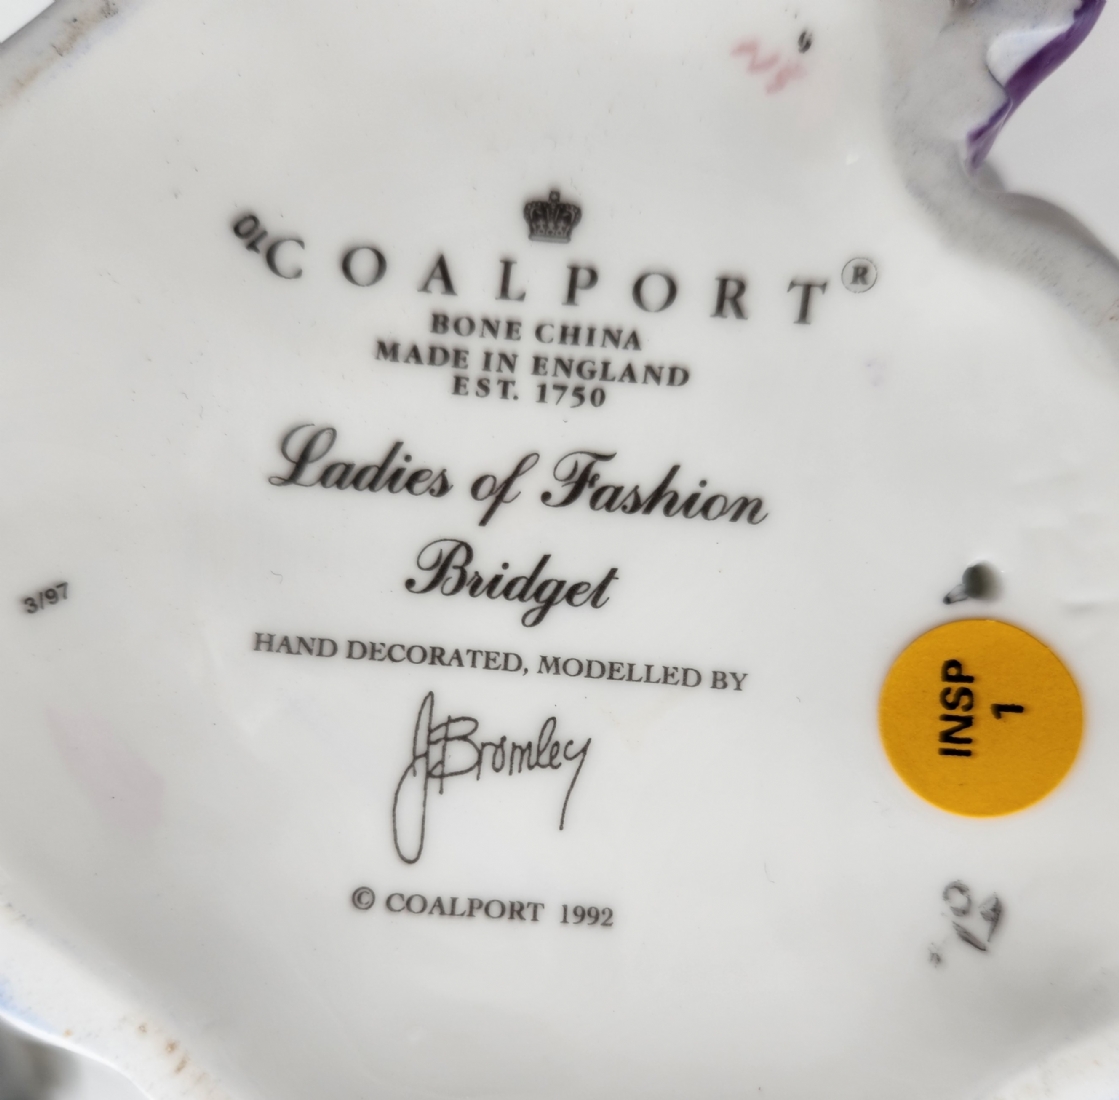 COALPORT®
BONE CHINA
MADE IN ENGLAND
EST. 1750
Ladies of Fashion
Bridget
3/97
HAND DECORATED, MODELLED BY
J Bromley
INSP
1
© COALPORT 1992